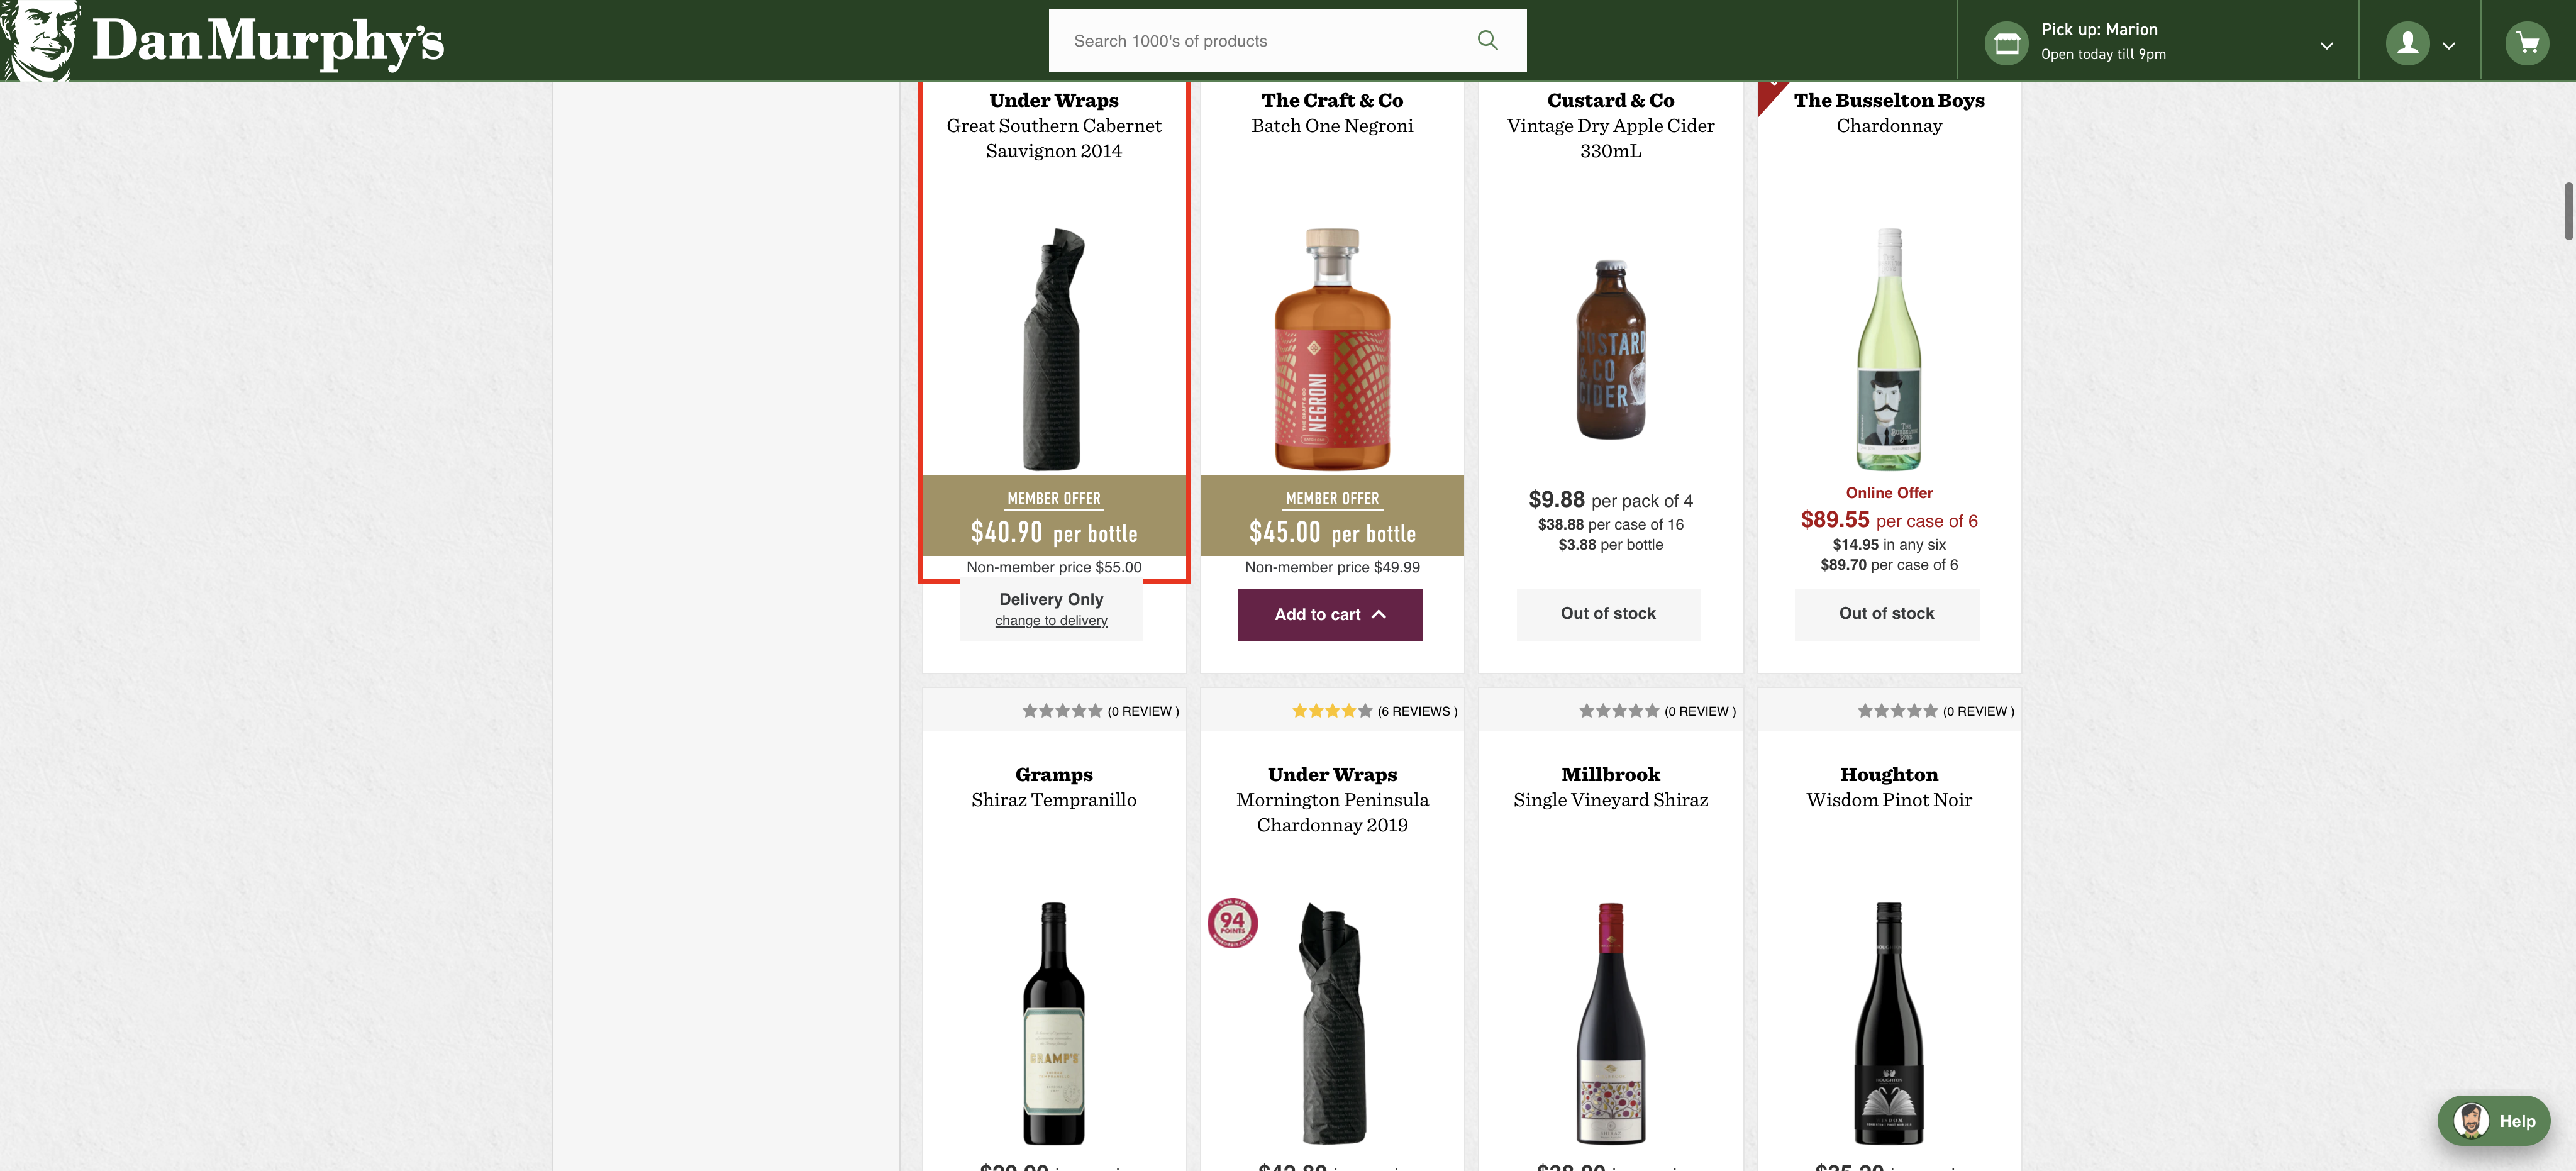 Dan Murphy's
Search 1000's of products
Pick up: Marion
Open today till 9pm
Under Wraps
Great Southern Cabernet
Sauvignon 2014
MEMBER OFFER
$40.90 per bottle
Non-member price $55.00
Delivery Only
change to delivery
The Craft & Co
Batch One Negroni
NEGRONI
MEMBER OFFER
$45.00 per bottle
Non-member price $49.99
Add to cart
Custard & Co
Vintage Dry Apple Cider
330mL
CUSTARD
& CO
CIDER
$9.88 per pack of 4
$38.88 per case of 16
$3.88 per bottle
Out of stock
The Busselton Boys
Chardonnay
Online Offer
$89.55 per case of 6
$14.95 in any six
$89.70 per case of 6
Out of stock
(0 REVIEW )
Gramps
Shiraz Tempranillo
GRAMP'S
(6 REVIEWS )
Under Wraps
Mornington Peninsula
Chardonnay 2019
SAM KIM
94
POINTS
(0 REVIEW )
Millbrook
Single Vineyard Shiraz
(0 REVIEW )
Houghton
Wisdom Pinot Noir
HOUGHTON
WISDOM
Help